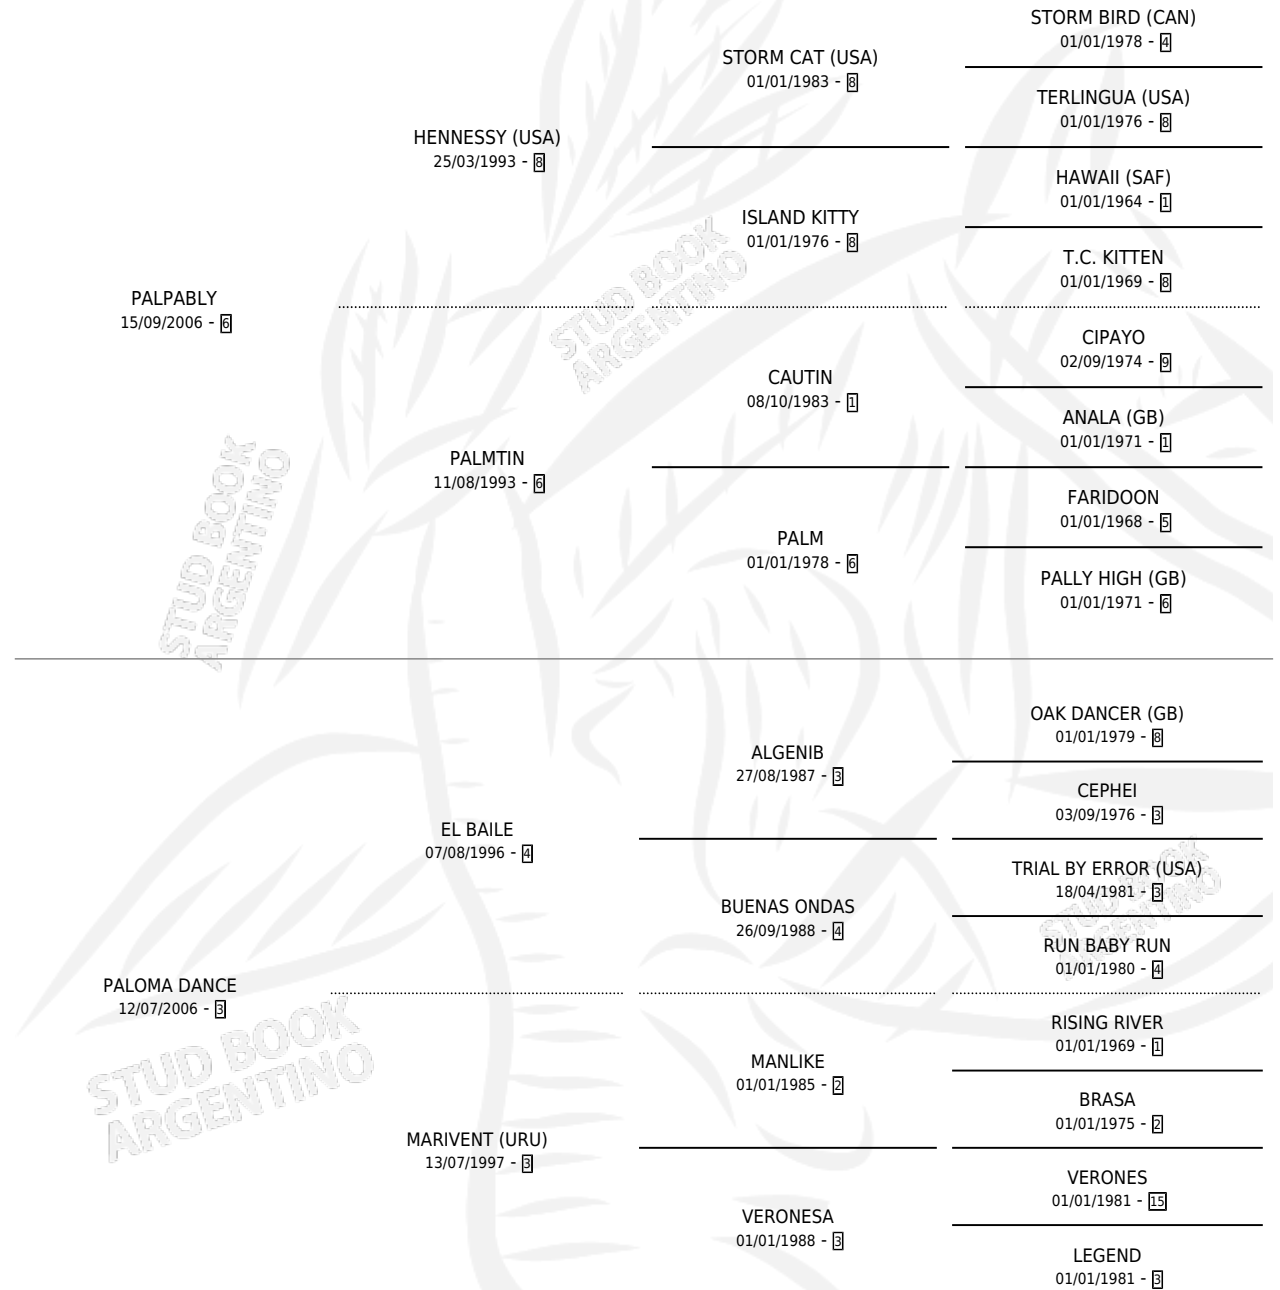 STORM BIRD (CAN)
01/01/1978 - 4
STORM CAT (USA)
01/01/1983 - 8
TERLINGUA (USA)
01/01/1976 - 8
HENNESSY (USA)
25/03/1993 - 8
HAWAII (SAF)
01/01/1964 - 1
ISLAND KITTY
01/01/1976 - 8
T.C. KITTEN
01/01/1969 - 8
PALPABLY
15/09/2006 - 6
CIPAYO
02/09/1974 - 9
CAUTIN
08/10/1983 - 1
ANALA (GB)
01/01/1971 - 1
PALMTIN
11/08/1993 - 6
FARIDOON
01/01/1968 - 5
PALM
01/01/1978 - 6
PALLY HIGH (GB)
01/01/1971 - 6
OAK DANCER (GB)
01/01/1979 - 8
ALGENIB
27/08/1987 - 3
CEPHEI
03/09/1976 - 3
EL BAILE
07/08/1996 - 4
TRIAL BY ERROR (USA)
18/04/1981 - 3
BUENAS ONDAS
26/09/1988 - 4
RUN BABY RUN
01/01/1980 - 4
PALOMA DANCE
12/07/2006 - 3
RISING RIVER
01/01/1969 - 1
MANLIKE
01/01/1985 - 2
BRASA
01/01/1975 - 2
MARIVENT (URU)
13/07/1997 - 3
VERONES
01/01/1981 - 15
VERONESA
01/01/1988 - 3
LEGEND
01/01/1981 - 3
STUD BOOK
ARGENTINO
STUD BOOK
ARGENTINO
STUD BOOK
ARGENTINO
STUD BOOK
ARGENTINO